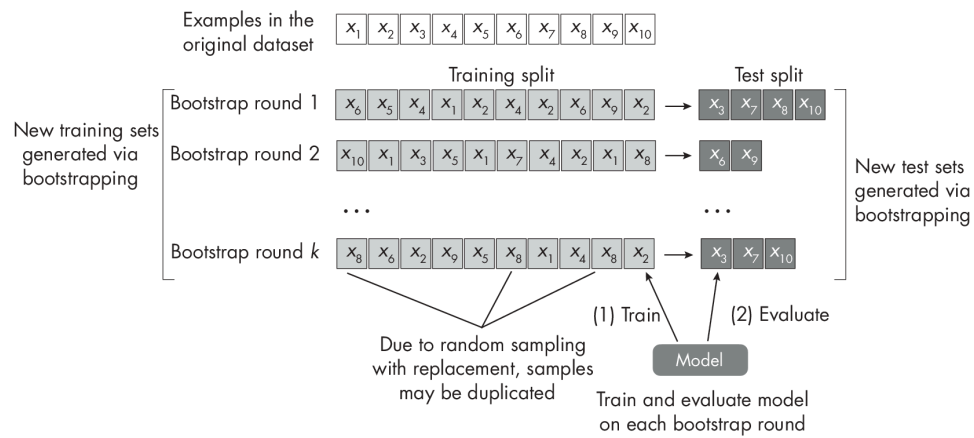 Examples in the
original dataset
x₁ x₂ x₃ x₄ x₅ x₆ x₇ x₈ x₉ x₁₀
Training split
Test split
Bootstrap round 1
x₆ x₅ x₄ x₁ x₂ x₄ x₂ x₆ x₉ x₂
x₃ x₇ x₈ x₁₀
New training sets
generated via
bootstrapping
Bootstrap round 2
x₁₀ x₁ x₃ x₅ x₁ x₇ x₄ x₂ x₁ x₈
x₆ x₉
New test sets
generated via
bootstrapping
...
...
Bootstrap round k
x₈ x₆ x₂ x₉ x₅ x₈ x₁ x₄ x₈ x₂
x₃ x₇ x₁₀
(1) Train
(2) Evaluate
Due to random sampling
with replacement, samples
may be duplicated
Model
Train and evaluate model
on each bootstrap round